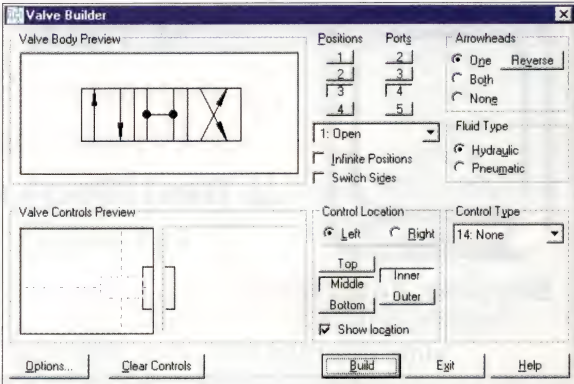 Valve Builder
Valve Body Preview
Positions
1
2
3
4
Ports
2
3
4
5
1: Open
Infinite Positions
Switch Sides
Arrowheads
One
Reverse
Both
None
Fluid Type
Hydraulic
Pneumatic
Valve Controls Preview
Control Location
Left
Right
Top
Middle
Bottom
Inner
Outer
Show location
Control Type
14: None
Options...
Clear Controls
Build
Exit
Help